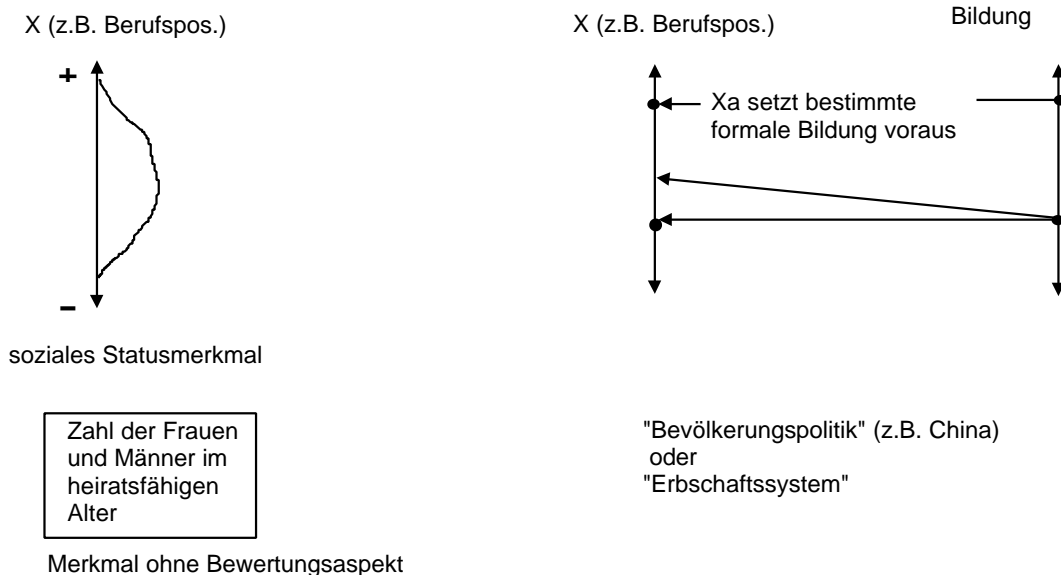 X (z.B. Berufspos.)
+
–
soziales Statusmerkmal
X (z.B. Berufspos.)
Bildung
Xa setzt bestimmte
formale Bildung voraus
Zahl der Frauen
und Männer im
heiratsfähigen
Alter
Merkmal ohne Bewertungsaspekt
"Bevölkerungspolitik" (z.B. China)
oder
"Erbschaftssystem"